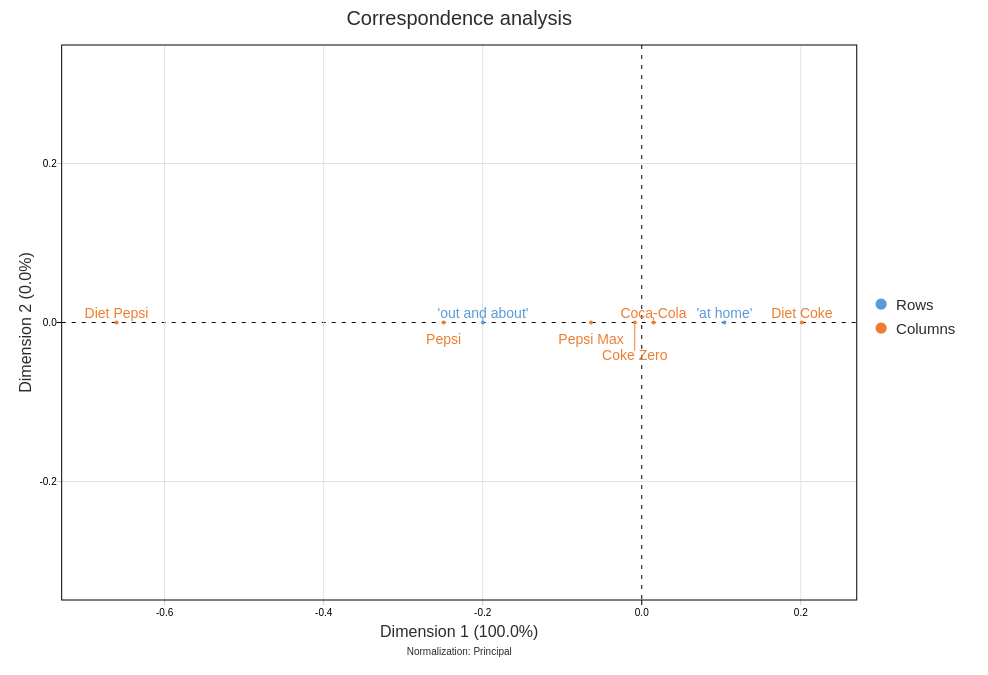 Correspondence analysis
Dimension 2 (0.0%)
0.2
0.0
-0.2
Diet Pepsi
'out and about'
Coca-Cola
'at home'
Diet Coke
Pepsi
Pepsi Max
Coke Zero
Rows
Columns
-0.6
-0.4
-0.2
0.0
0.2
Dimension 1 (100.0%)
Normalization: Principal